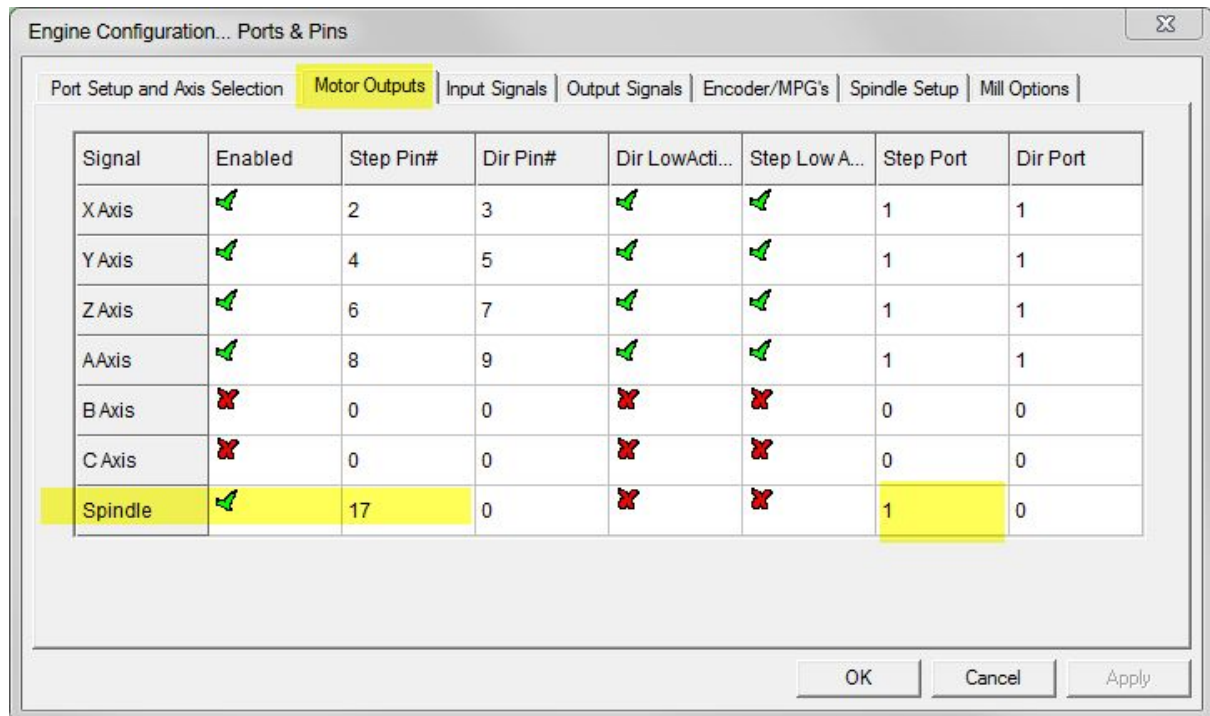 Engine Configuration... Ports & Pins
Port Setup and Axis Selection Motor Outputs Input Signals Output Signals Encoder/MPG's Spindle Setup Mill Options
Signal Enabled Step Pin# Dir Pin# Dir LowActi... Step Low A... Step Port Dir Port
X Axis 2 3 1 1
Y Axis 4 5 1 1
Z Axis 6 7 1 1
A Axis 8 9 1 1
B Axis 0 0 0 0
C Axis 0 0 0 0
Spindle 17 0 1 0
OK Cancel Apply